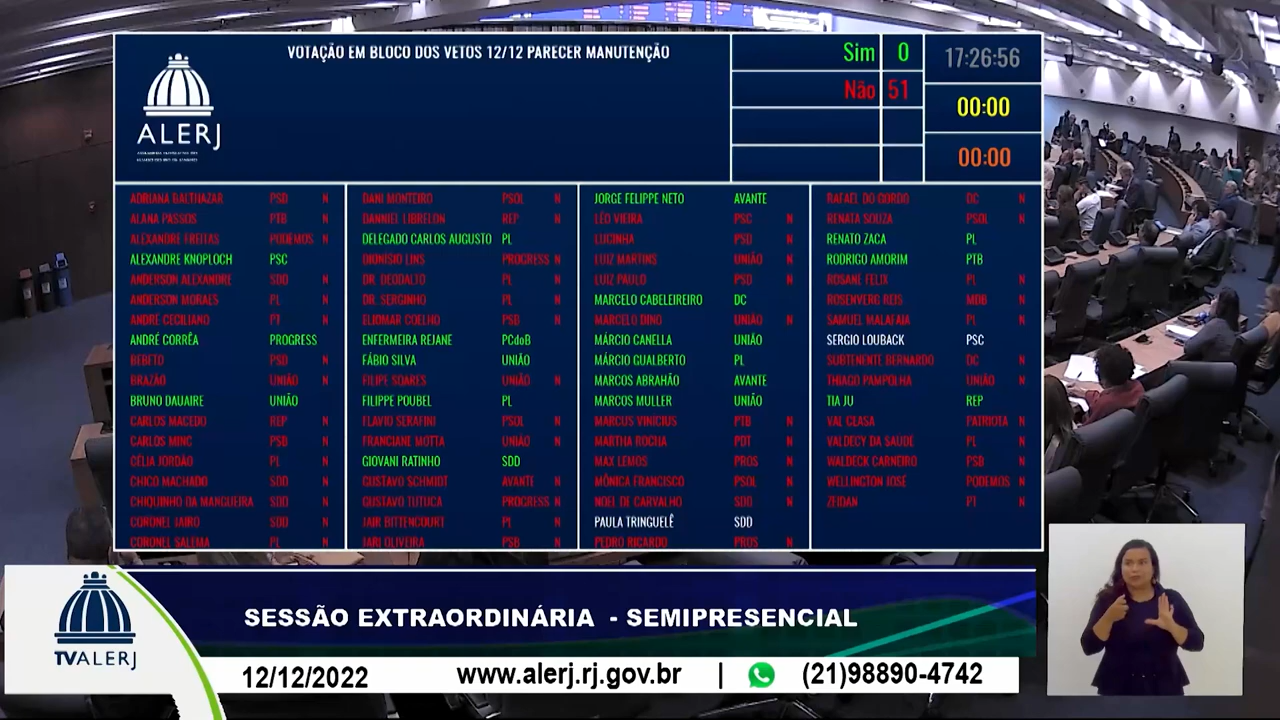 VOTAÇÃO EM BLOCO DOS VETOS 12/12 PARECER MANUTENÇÃO
ALERJ
Sim 0
Não 51
17:26:56
00:00
00:00
ADRIANA BALTHAZAR PSD N
ALANA PASSOS PTB N
ALEXANDRE FREITAS PODEMOS N
ALEXANDRE KNOPLOCH PSC
ANDERSON ALEXANDRE SDD N
ANDERSON MORAES PL N
ANDRÉ CECILIANO PT N
ANDRÉ CORRÊA PROGRESS
BEBETO PSD N
BRAZÃO UNIÃO N
BRUNO DAUAIRE UNIÃO
CARLOS MACEDO REP N
CARLOS MINC PSB N
CÉLIA JORDÃO PL N
CHICO MACHADO SDD N
CHIQUINHO DA MANGUEIRA SDD N
CORONEL JAIRO SDD N
CORONEL SALEMA PL N
DANI MONTEIRO PSOL N
DANNIEL LIBRELON REP N
DELEGADO CARLOS AUGUSTO PL
DIONÍSIO LINS PROGRESS N
DR. DEODALTO PL N
DR. SERGINHO PL N
ELIOMAR COELHO PSB N
ENFERMEIRA REJANE PCdoB
FÁBIO SILVA UNIÃO
FILIPE SOARES UNIÃO N
FILIPPE POUBEL PL
FLAVIO SERAFINI PSOL N
FRANCIANE MOTTA UNIÃO N
GIOVANI RATINHO SDD
GUSTAVO SCHMIDT AVANTE N
GUSTAVO TUTUCA PROGRESS N
JAIR BITTENCOURT PL N
JARI OLIVEIRA PSB N
JORGE FELIPPE NETO AVANTE
LÉO VIEIRA PSC N
LUCINHA PSD N
LUIZ MARTINS UNIÃO N
LUIZ PAULO PSD N
MARCELO CABELEIREIRO DC
MARCELO DINO UNIÃO N
MÁRCIO CANELLA UNIÃO
MÁRCIO GUALBERTO PL
MARCOS ABRAHÃO AVANTE
MARCOS MULLER UNIÃO
MARCUS VINICIUS PTB N
MARTHA ROCHA PDT N
MAX LEMOS PROS N
MÔNICA FRANCISCO PSOL N
NOEL DE CARVALHO SDD N
PAULA TRINGUELÊ SDD
PEDRO RICARDO PROS N
RAFAEL DO GORDO DC N
RENATA SOUZA PSOL N
RENATO ZACA PL
RODRIGO AMORIM PTB
ROSANE FELIX PL N
ROSENVERG REIS MDB N
SAMUEL MALAFAIA PL N
SERGIO LOUBACK PSC
SUBTENENTE BERNARDO DC N
THIAGO PAMPOLHA UNIÃO N
TIA JU REP
VAL CEASA PATRIOTA N
VALDECY DA SAÚDE PL N
WALDECK CARNEIRO PSB N
WELLINGTON JOSÉ PODEMOS N
ZEIDAN PT N
TVALERJ
SESSÃO EXTRAORDINÁRIA - SEMIPRESENCIAL
12/12/2022 www.alerj.rj.gov.br | (21)98890-4742